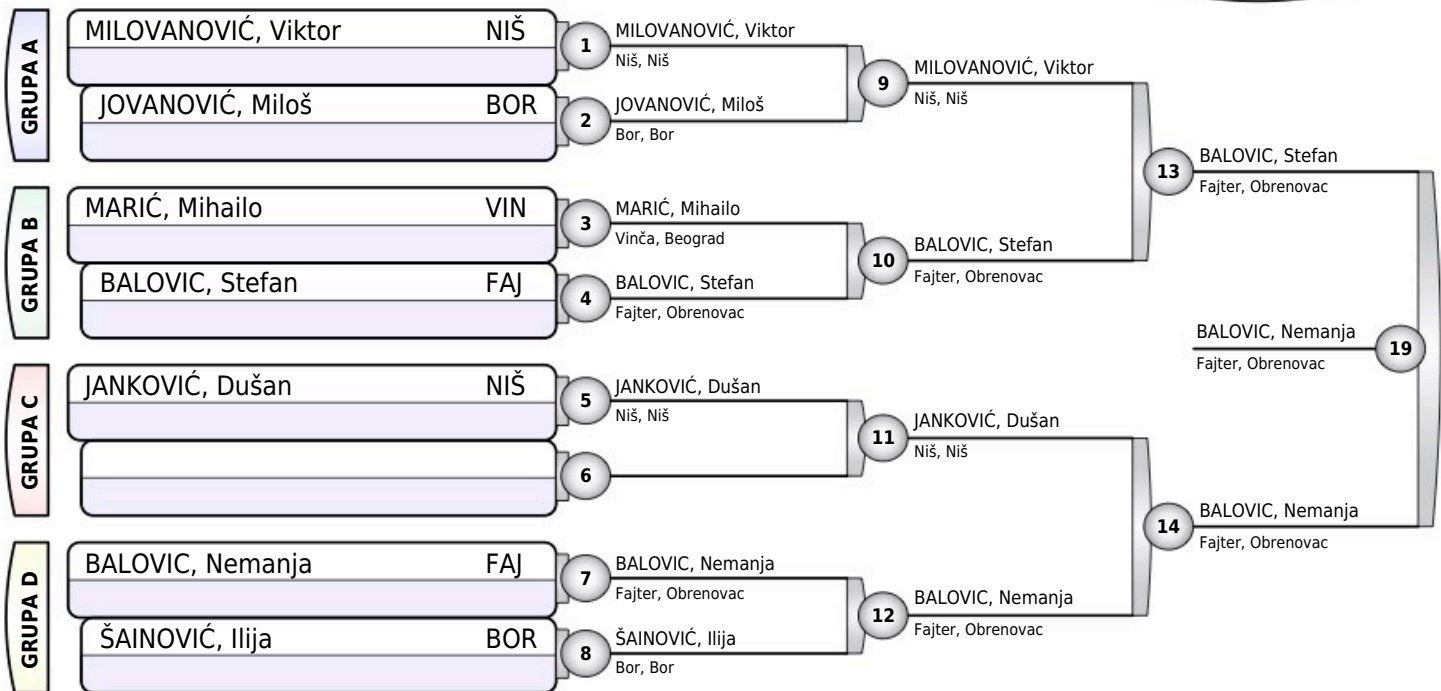 GRUPA A
MILOVANOVIĆ, Viktor NIŠ
JOVANOVIĆ, Miloš BOR
GRUPA B
MARIĆ, Mihailo VIN
BALOVIC, Stefan FAJ
GRUPA C
JANKOVIĆ, Dušan NIŠ
GRUPA D
BALOVIC, Nemanja FAJ
ŠAINOVIĆ, Ilija BOR
1
MILOVANOVIĆ, Viktor
Niš, Niš
2
JOVANOVIĆ, Miloš
Bor, Bor
3
MARIĆ, Mihailo
Vinča, Beograd
4
BALOVIC, Stefan
Fajter, Obrenovac
5
JANKOVIĆ, Dušan
Niš, Niš
6
7
BALOVIC, Nemanja
Fajter, Obrenovac
8
ŠAINOVIĆ, Ilija
Bor, Bor
9
MILOVANOVIĆ, Viktor
Niš, Niš
10
BALOVIC, Stefan
Fajter, Obrenovac
11
JANKOVIĆ, Dušan
Niš, Niš
12
BALOVIC, Nemanja
Fajter, Obrenovac
13
BALOVIC, Stefan
Fajter, Obrenovac
14
BALOVIC, Nemanja
Fajter, Obrenovac
BALOVIC, Nemanja
Fajter, Obrenovac
19